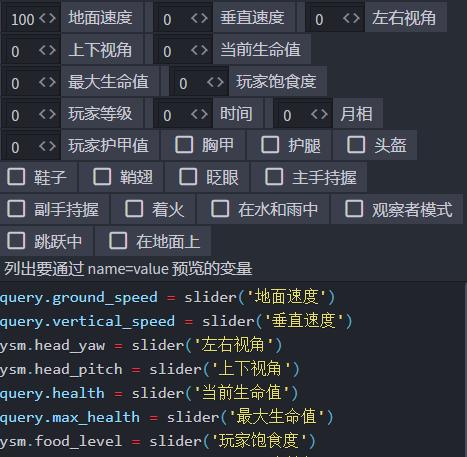 100 <> 地面速度 0 <> 垂直速度 0 <> 左右视角
0 <> 上下视角 0 <> 当前生命值
0 <> 最大生命值 0 <> 玩家饱食度
0 <> 玩家等级 0 <> 时间 0 <> 月相
0 <> 玩家护甲值 胸甲 护腿 头盔
鞋子 鞘翅 眨眼 主手持握
副手持握 着火 在水和雨中 观察者模式
跳跃中 在地面上
列出要通过 name=value 预览的变量
query.ground_speed = slider('地面速度')
query.vertical_speed = slider('垂直速度')
ysm.head_yaw = slider('左右视角')
ysm.head_pitch = slider('上下视角')
query.health = slider('当前生命值')
query.max_health = slider('最大生命值')
ysm.food_level = slider('玩家饱食度')